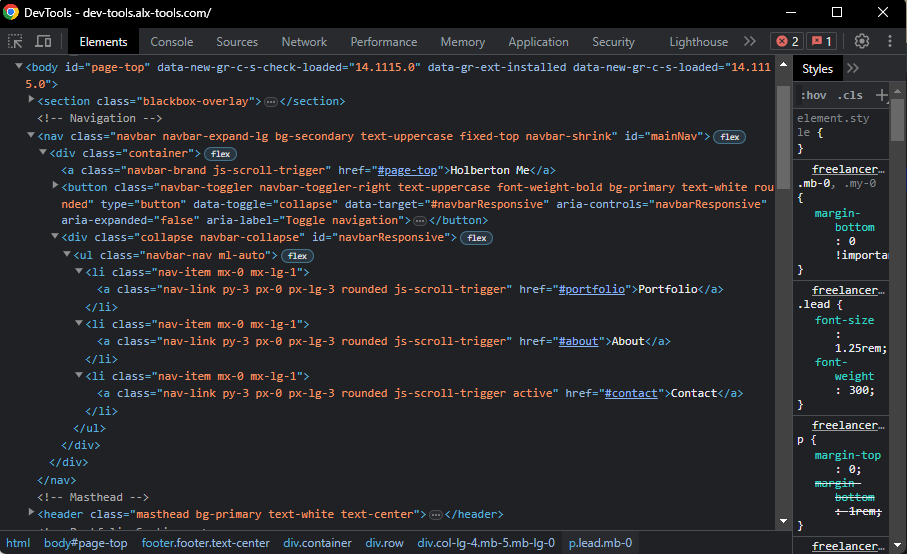 DevTools - dev-tools.alx-tools.com/
Elements Console Sources Network Performance Memory Application Security Lighthouse 2 1
<body id="page-top" data-new-gr-c-s-check-loaded="14.1115.0" data-gr-ext-installed data-new-gr-c-s-loaded="14.111
5.0">
<section class="blackbox-overlay">…</section>
<!-- Navigation -->
<nav class="navbar navbar-expand-lg bg-secondary text-uppercase fixed-top navbar-shrink" id="mainNav"> flex
<div class="container"> flex
<a class="navbar-brand js-scroll-trigger" href="#page-top">Holberton Me</a>
<button class="navbar-toggler navbar-toggler-right text-uppercase font-weight-bold bg-primary text-white rou
nded" type="button" data-toggle="collapse" data-target="#navbarResponsive" aria-controls="navbarResponsive"
aria-expanded="false" aria-label="Toggle navigation">…</button>
<div class="collapse navbar-collapse" id="navbarResponsive"> flex
<ul class="navbar-nav ml-auto"> flex
<li class="nav-item mx-0 mx-lg-1">
<a class="nav-link py-3 px-0 px-lg-3 rounded js-scroll-trigger" href="#portfolio">Portfolio</a>
</li>
<li class="nav-item mx-0 mx-lg-1">
<a class="nav-link py-3 px-0 px-lg-3 rounded js-scroll-trigger" href="#about">About</a>
</li>
<li class="nav-item mx-0 mx-lg-1">
<a class="nav-link py-3 px-0 px-lg-3 rounded js-scroll-trigger active" href="#contact">Contact</a>
</li>
</ul>
</div>
</div>
</nav>
<!-- Masthead -->
<header class="masthead bg-primary text-white text-center">…</header>
html body#page-top footer.footer.text-center div.container div.row div.col-lg-4.mb-5.mb-lg-0 p.lead.mb-0
Styles
:hov .cls
element.sty
le {
}
freelancer…
.mb-0, .my-0
{
margin-
bottom
: 0
!importa
}
freelancer…
.lead {
font-size
:
1.25rem;
font-
weight
: 300;
}
freelancer…
p {
margin-top
: 0;
margin-
bottom
: 1rem;
}
freelancer…